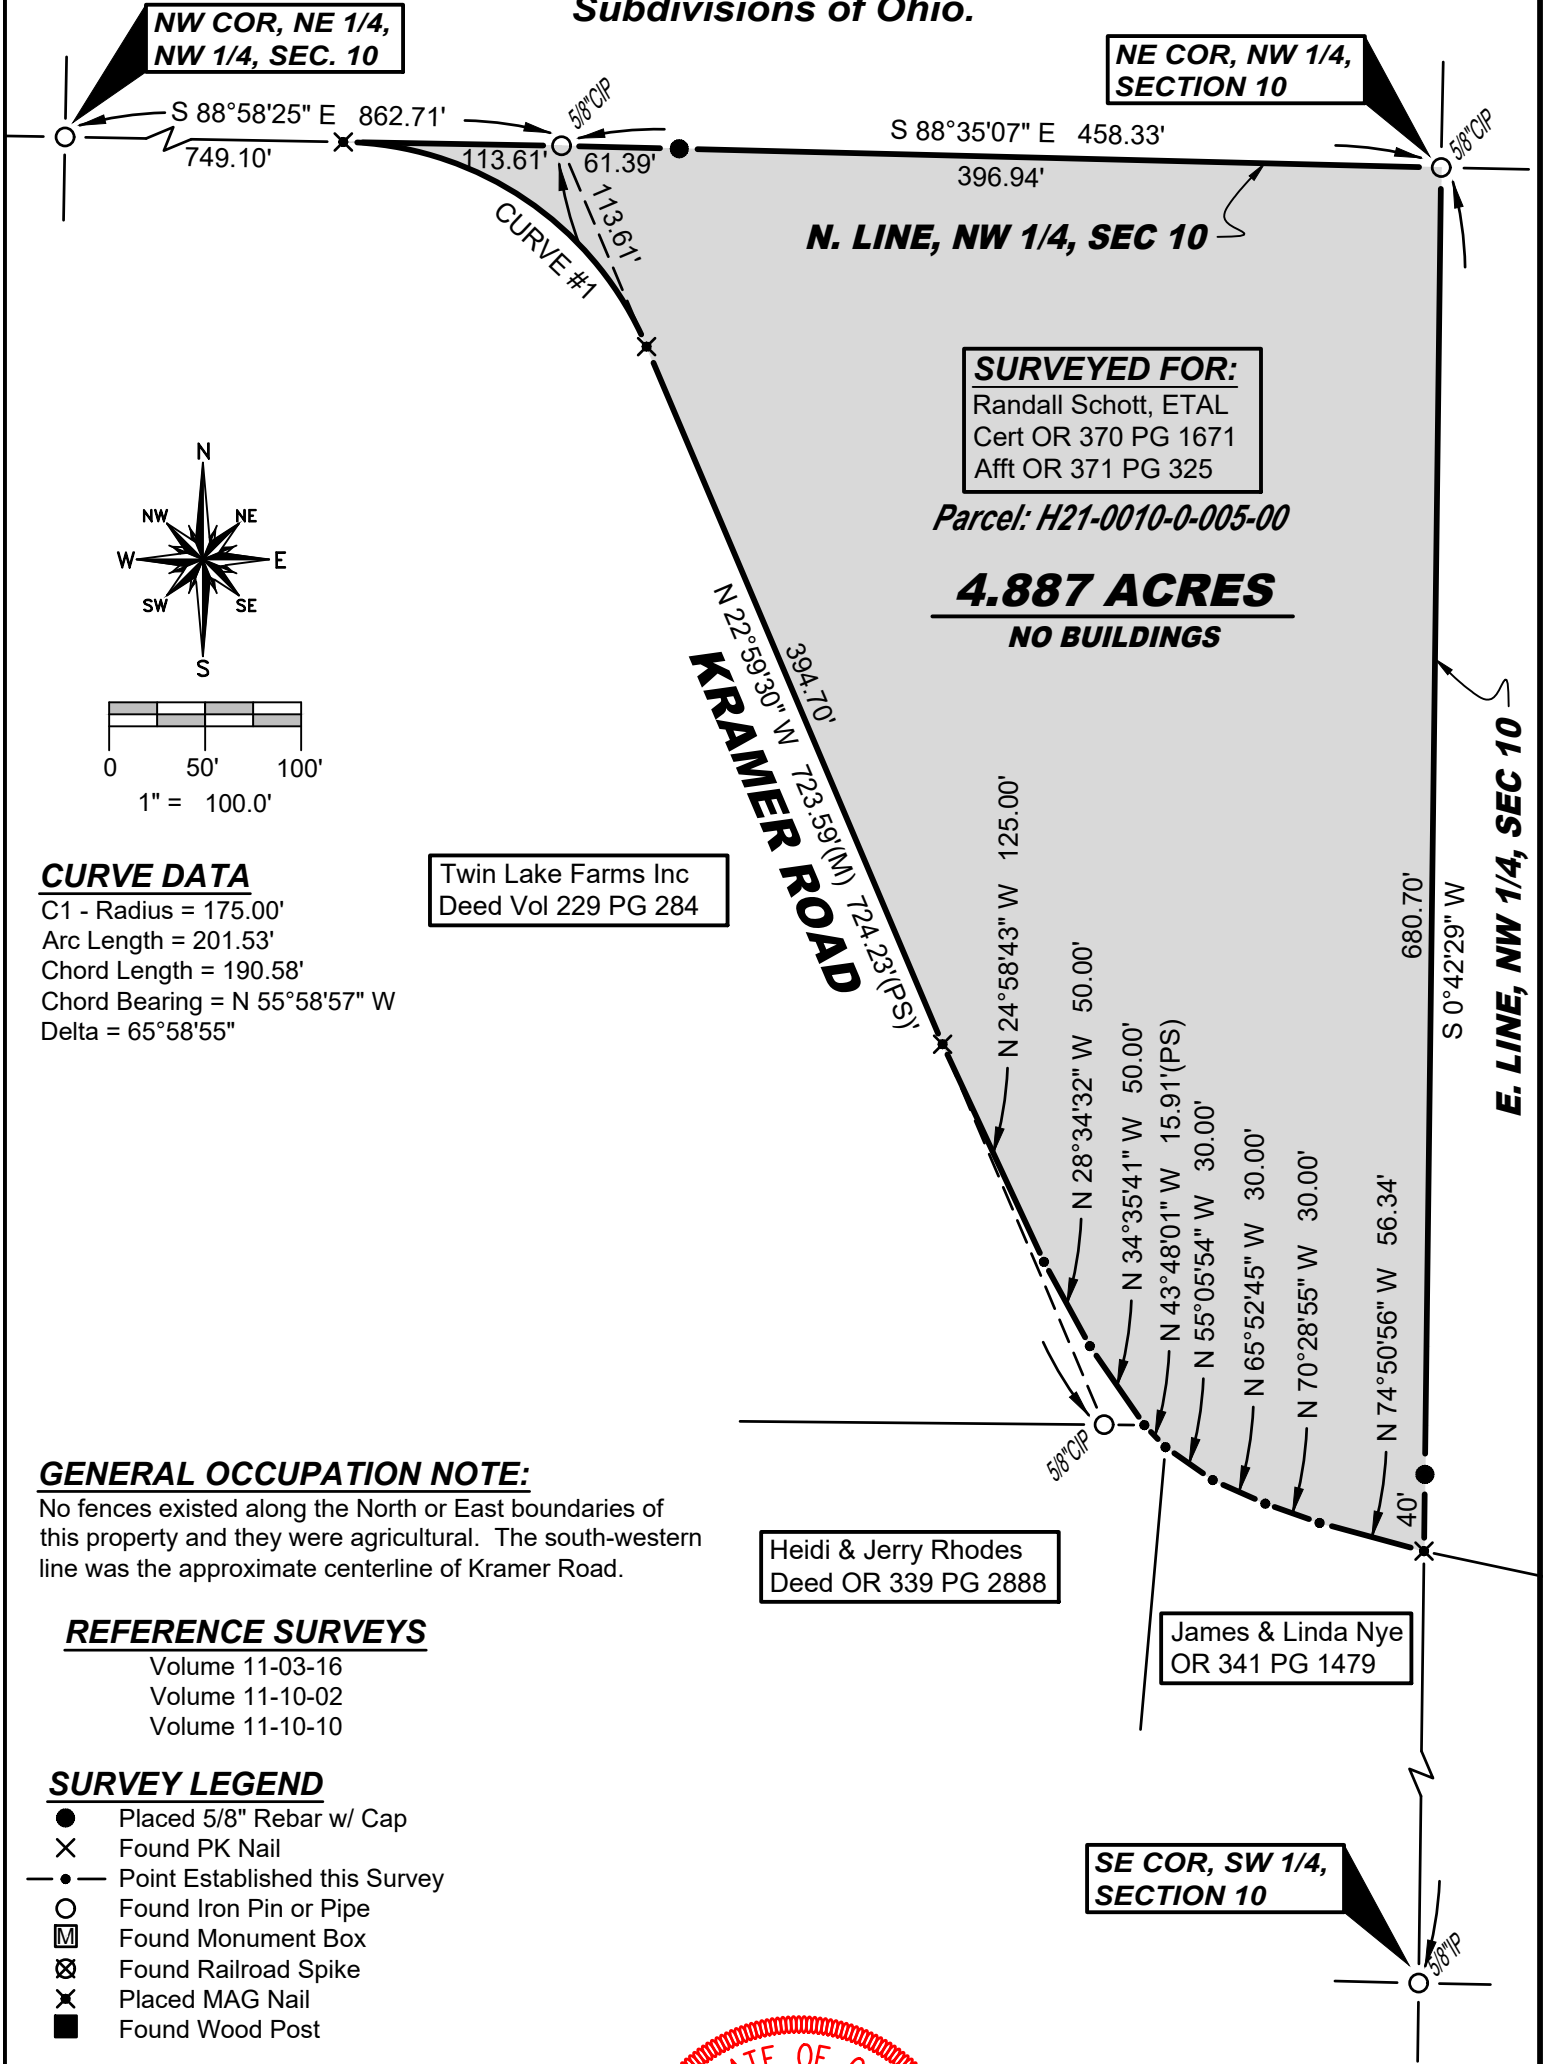 Subdivisions of Ohio.
NW COR, NE 1/4,
NW 1/4, SEC. 10
NE COR, NW 1/4,
SECTION 10
S 88°58'25" E 862.71'
749.10'
5/8"CIP
113.61'
61.39'
S 88°35'07" E 458.33'
396.94'
5/8"CIP
113.61'
CURVE #1
N. LINE, NW 1/4, SEC 10
SURVEYED FOR:
Randall Schott, ETAL
Cert OR 370 PG 1671
Afft OR 371 PG 325
Parcel: H21-0010-0-005-00
4.887 ACRES
NO BUILDINGS
N
NW
NE
W
E
SW
SE
S
0 50' 100'
1" = 100.0'
394.70'
N 22°59'30" W 723.59'(M) 724.23'(PS)'
KRAMER ROAD
680.70'
S 0°42'29" W
E. LINE, NW 1/4, SEC 10
CURVE DATA
C1 - Radius = 175.00'
Arc Length = 201.53'
Chord Length = 190.58'
Chord Bearing = N 55°58'57" W
Delta = 65°58'55"
Twin Lake Farms Inc
Deed Vol 229 PG 284
N 24°58'43" W 125.00'
N 28°34'32" W 50.00'
N 34°35'41" W 50.00'
N 43°48'01" W 15.91'(PS)
N 55°05'54" W 30.00'
N 65°52'45" W 30.00'
N 70°28'55" W 30.00'
N 74°50'56" W 56.34'
40'
5/8"CIP
GENERAL OCCUPATION NOTE:
No fences existed along the North or East boundaries of
this property and they were agricultural. The south-western
line was the approximate centerline of Kramer Road.
Heidi & Jerry Rhodes
Deed OR 339 PG 2888
James & Linda Nye
OR 341 PG 1479
REFERENCE SURVEYS
Volume 11-03-16
Volume 11-10-02
Volume 11-10-10
SURVEY LEGEND
Placed 5/8" Rebar w/ Cap
Found PK Nail
Point Established this Survey
Found Iron Pin or Pipe
M Found Monument Box
Found Railroad Spike
Placed MAG Nail
Found Wood Post
SE COR, SW 1/4,
SECTION 10
5/8"IP
OF